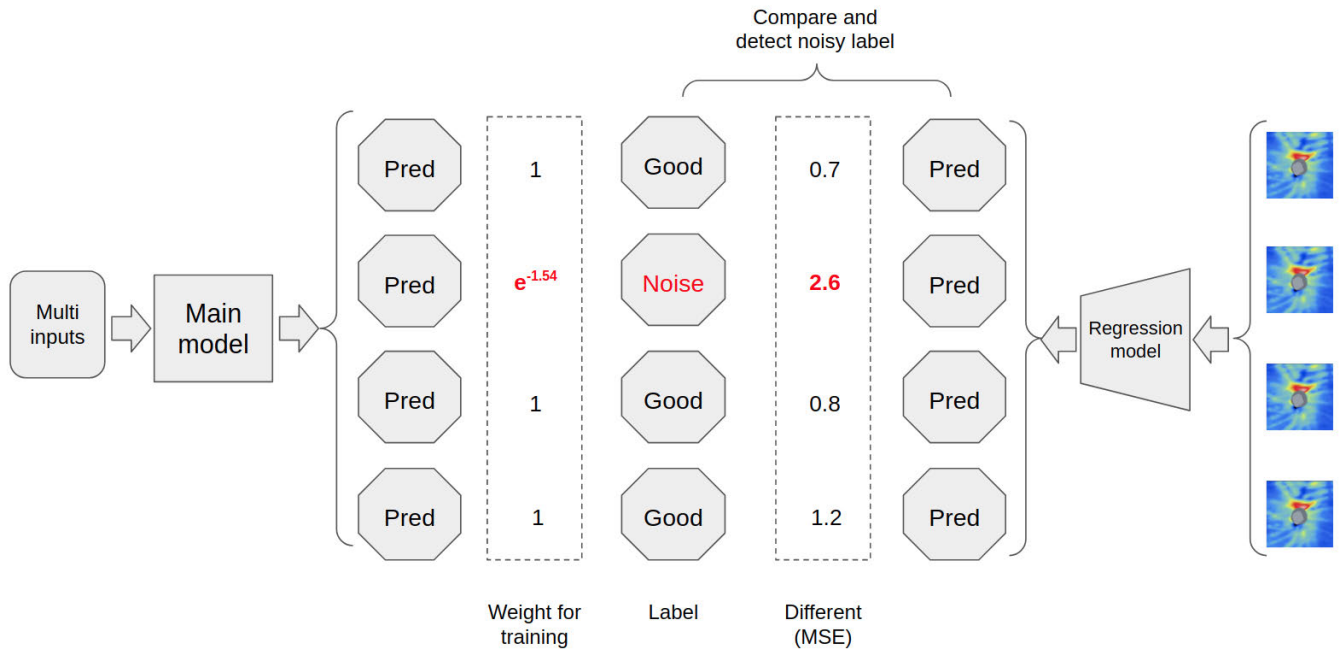 Compare and
detect noisy label
Pred
1
Good
0.7
Pred
Pred
e^-1.54
Noise
2.6
Pred
Multi
inputs
Main
model
Regression
model
Pred
1
Good
0.8
Pred
Pred
1
Good
1.2
Pred
Weight for
training
Label
Different
(MSE)